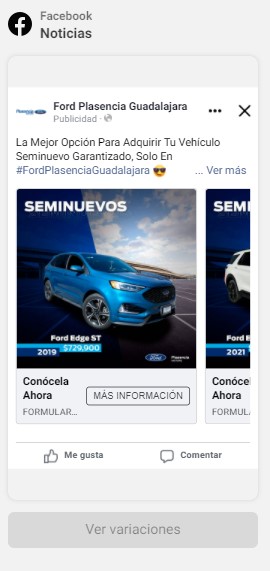 Facebook
Noticias
Ford Plasencia Guadalajara
Publicidad ·
La Mejor Opción Para Adquirir Tu Vehículo
Seminuevo Garantizado, Solo En
#FordPlasenciaGuadalajara 😎 ... Ver más
SEMINUEVOS
SEMI
Ford Edge ST
2019 $729,900
Ford
Plasencia
2021
Conócela
Ahora
MÁS INFORMACIÓN
FORMULAR...
Conóce
Ahora
FORMUL
Me gusta
Comentar
Ver variaciones